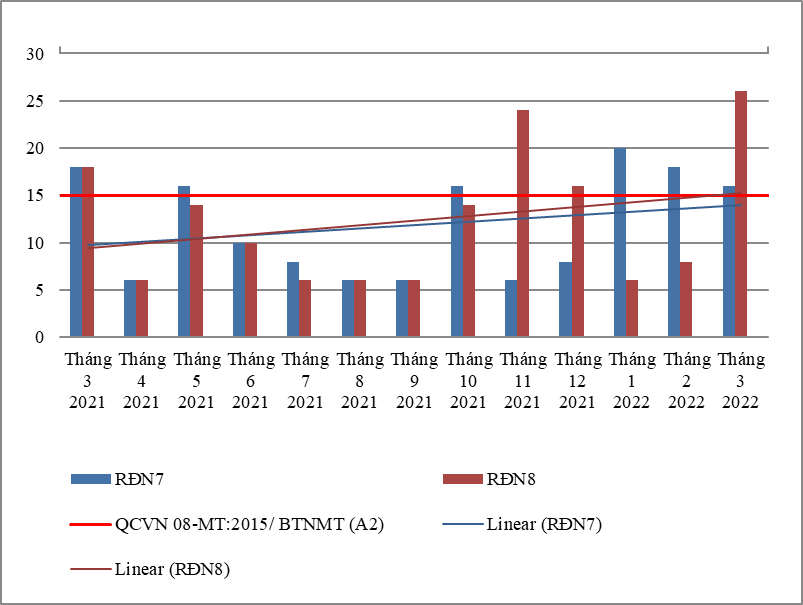 30
25
20
15
10
5
0
Tháng Tháng Tháng Tháng Tháng Tháng Tháng Tháng Tháng Tháng Tháng Tháng Tháng
3 4 5 6 7 8 9 10 11 12 1 2 3
2021 2021 2021 2021 2021 2021 2021 2021 2021 2021 2022 2022 2022
RĐN7 RĐN8
QCVN 08-MT:2015/ BTNMT (A2) Linear (RĐN7)
Linear (RĐN8)